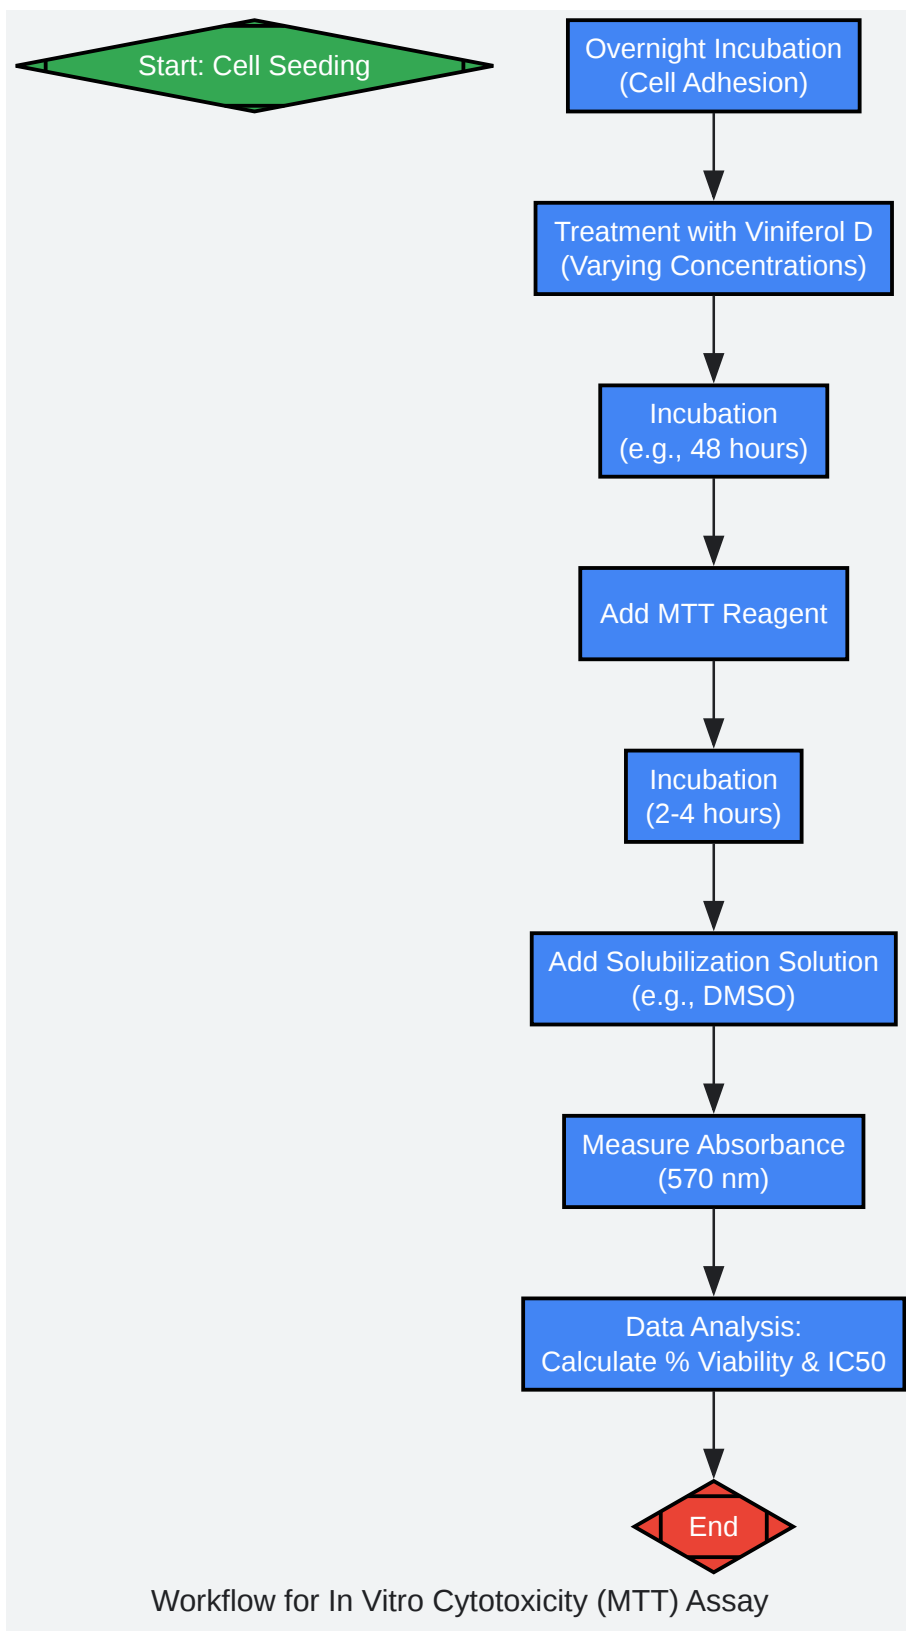 Start: Cell Seeding
Overnight Incubation
(Cell Adhesion)
Treatment with Viniferol D
(Varying Concentrations)
Incubation
(e.g., 48 hours)
Add MTT Reagent
Incubation
(2-4 hours)
Add Solubilization Solution
(e.g., DMSO)
Measure Absorbance
(570 nm)
Data Analysis:
Calculate % Viability & IC50
End
Workflow for In Vitro Cytotoxicity (MTT) Assay